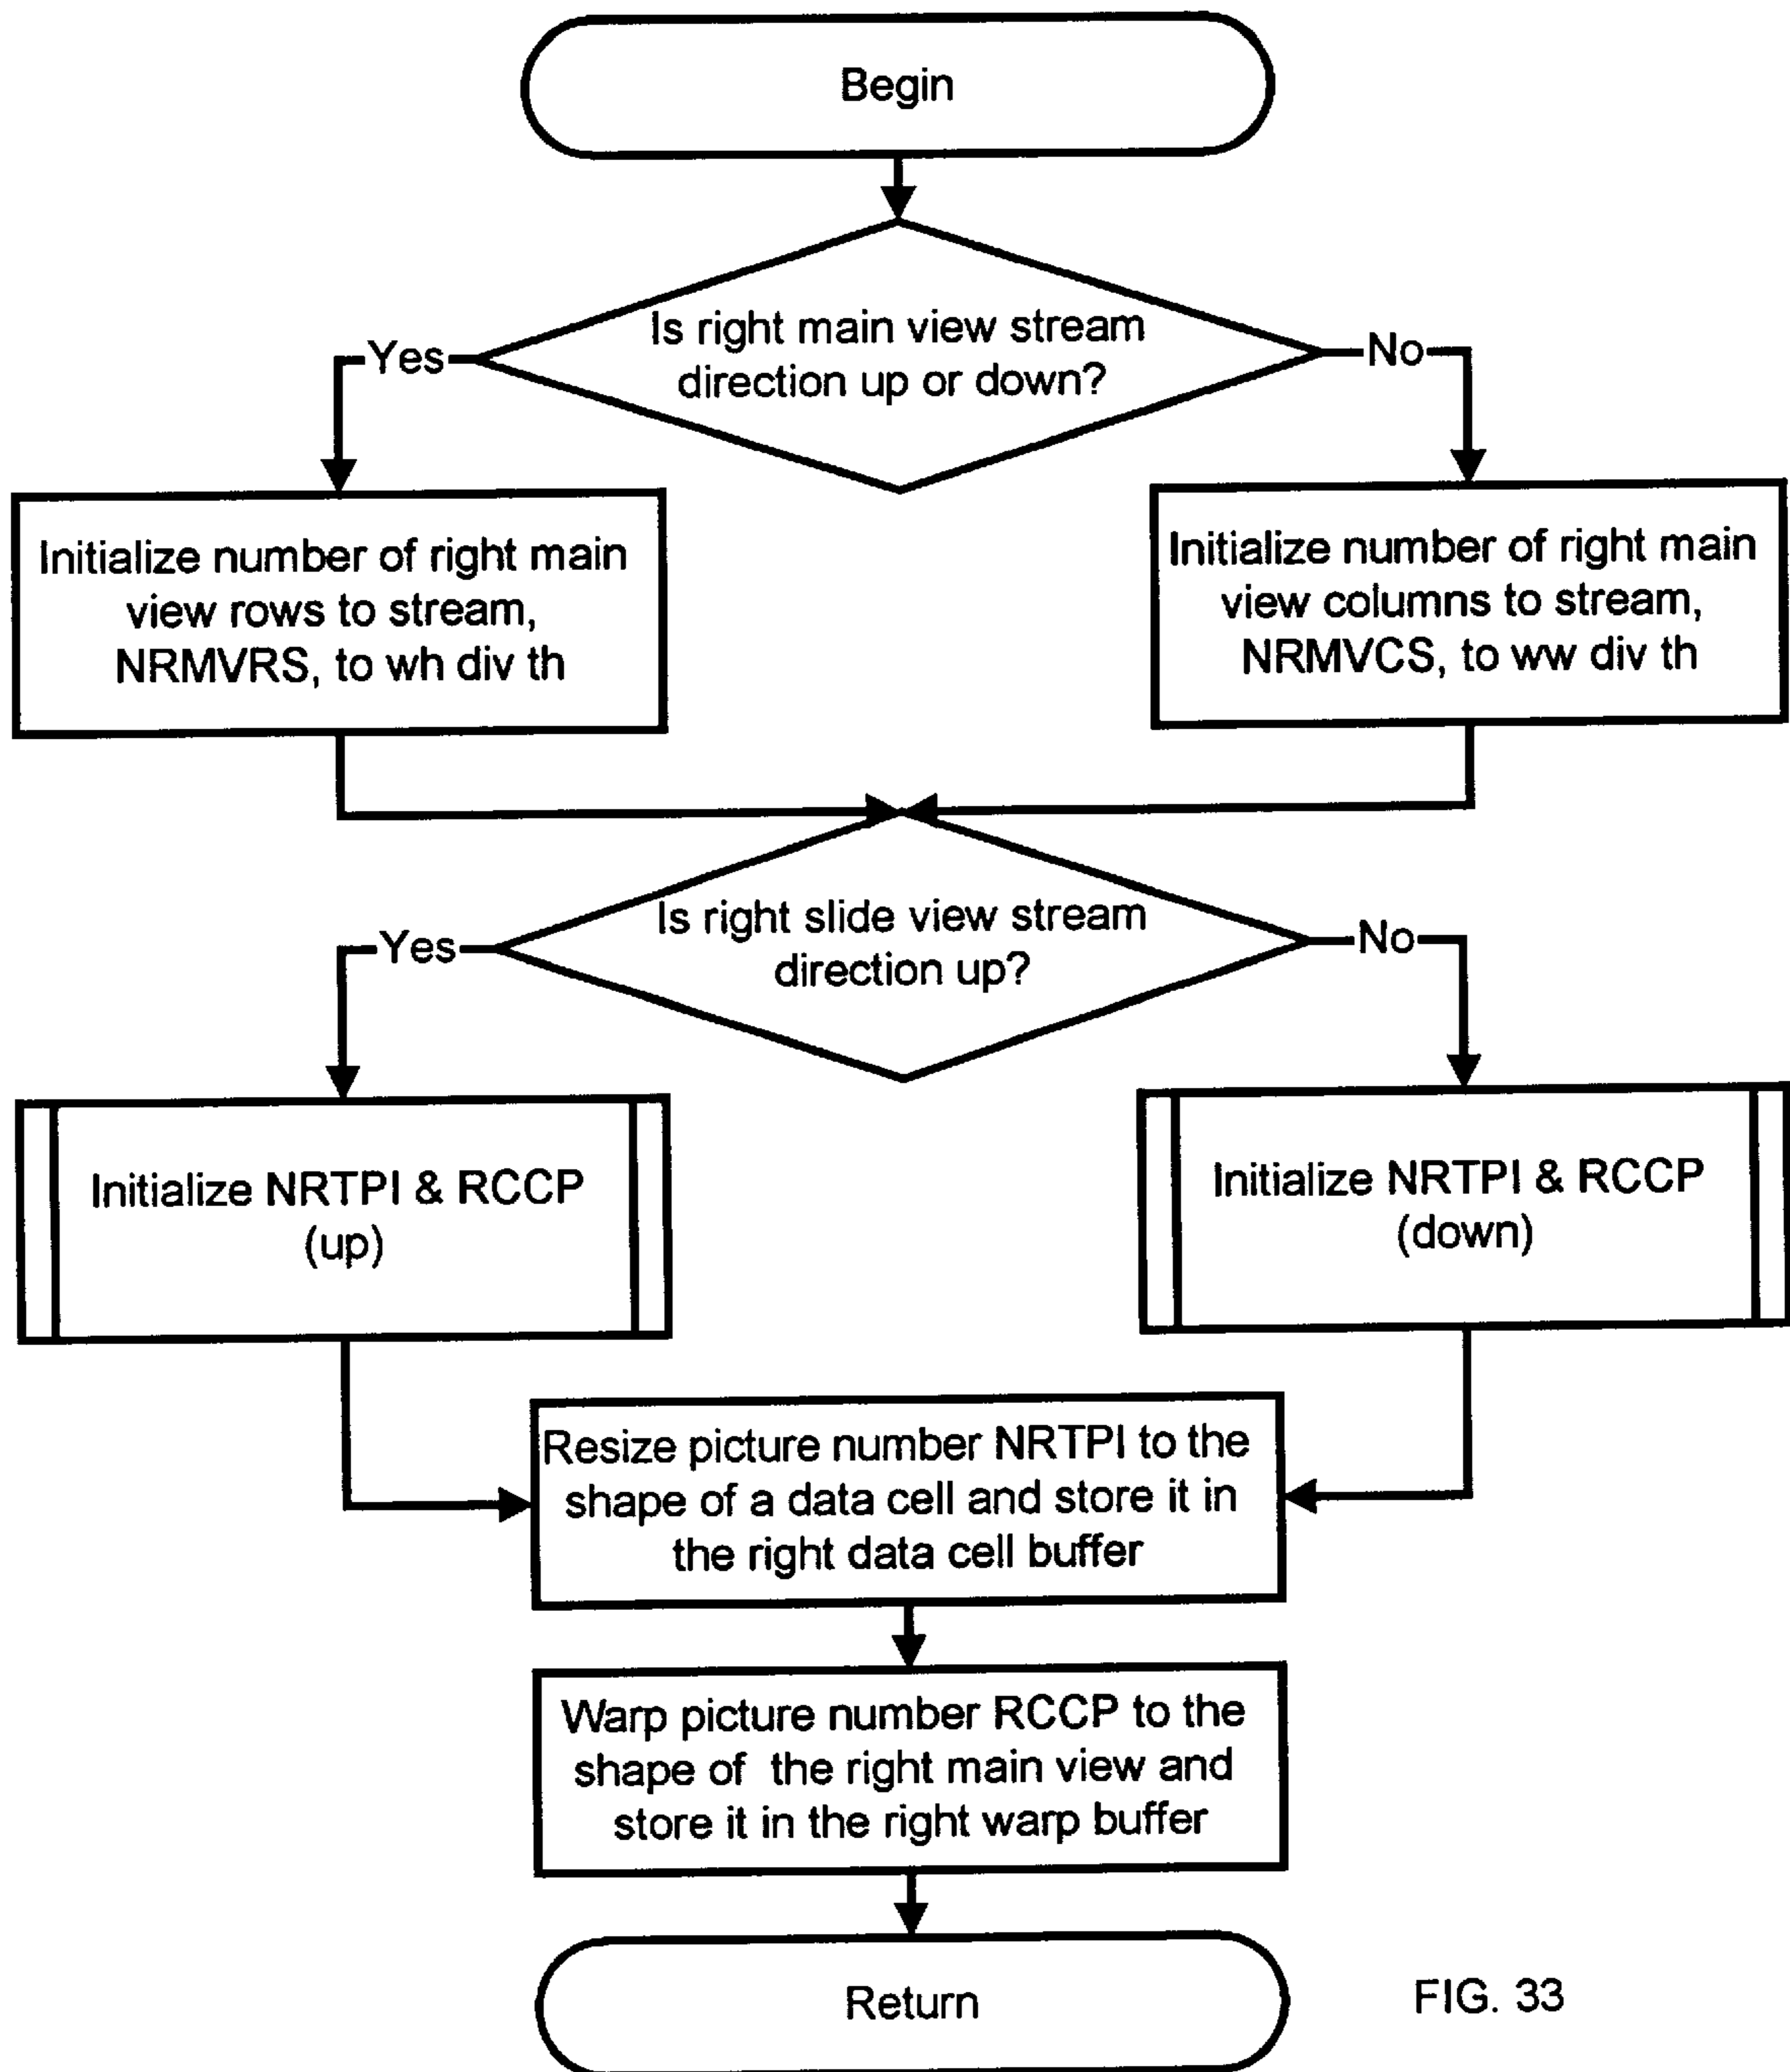 Begin
Is right main view stream
direction up or down?
Yes
No
Initialize number of right main
view rows to stream,
NRMVRS, to wh div th
Initialize number of right main
view columns to stream,
NRMVCS, to ww div th
Is right slide view stream
direction up?
Yes
No
Initialize NRTPI & RCCP
(up)
Initialize NRTPI & RCCP
(down)
Resize picture number NRTPI to the
shape of a data cell and store it in
the right data cell buffer
Warp picture number RCCP to the
shape of the right main view and
store it in the right warp buffer
Return
FIG. 33